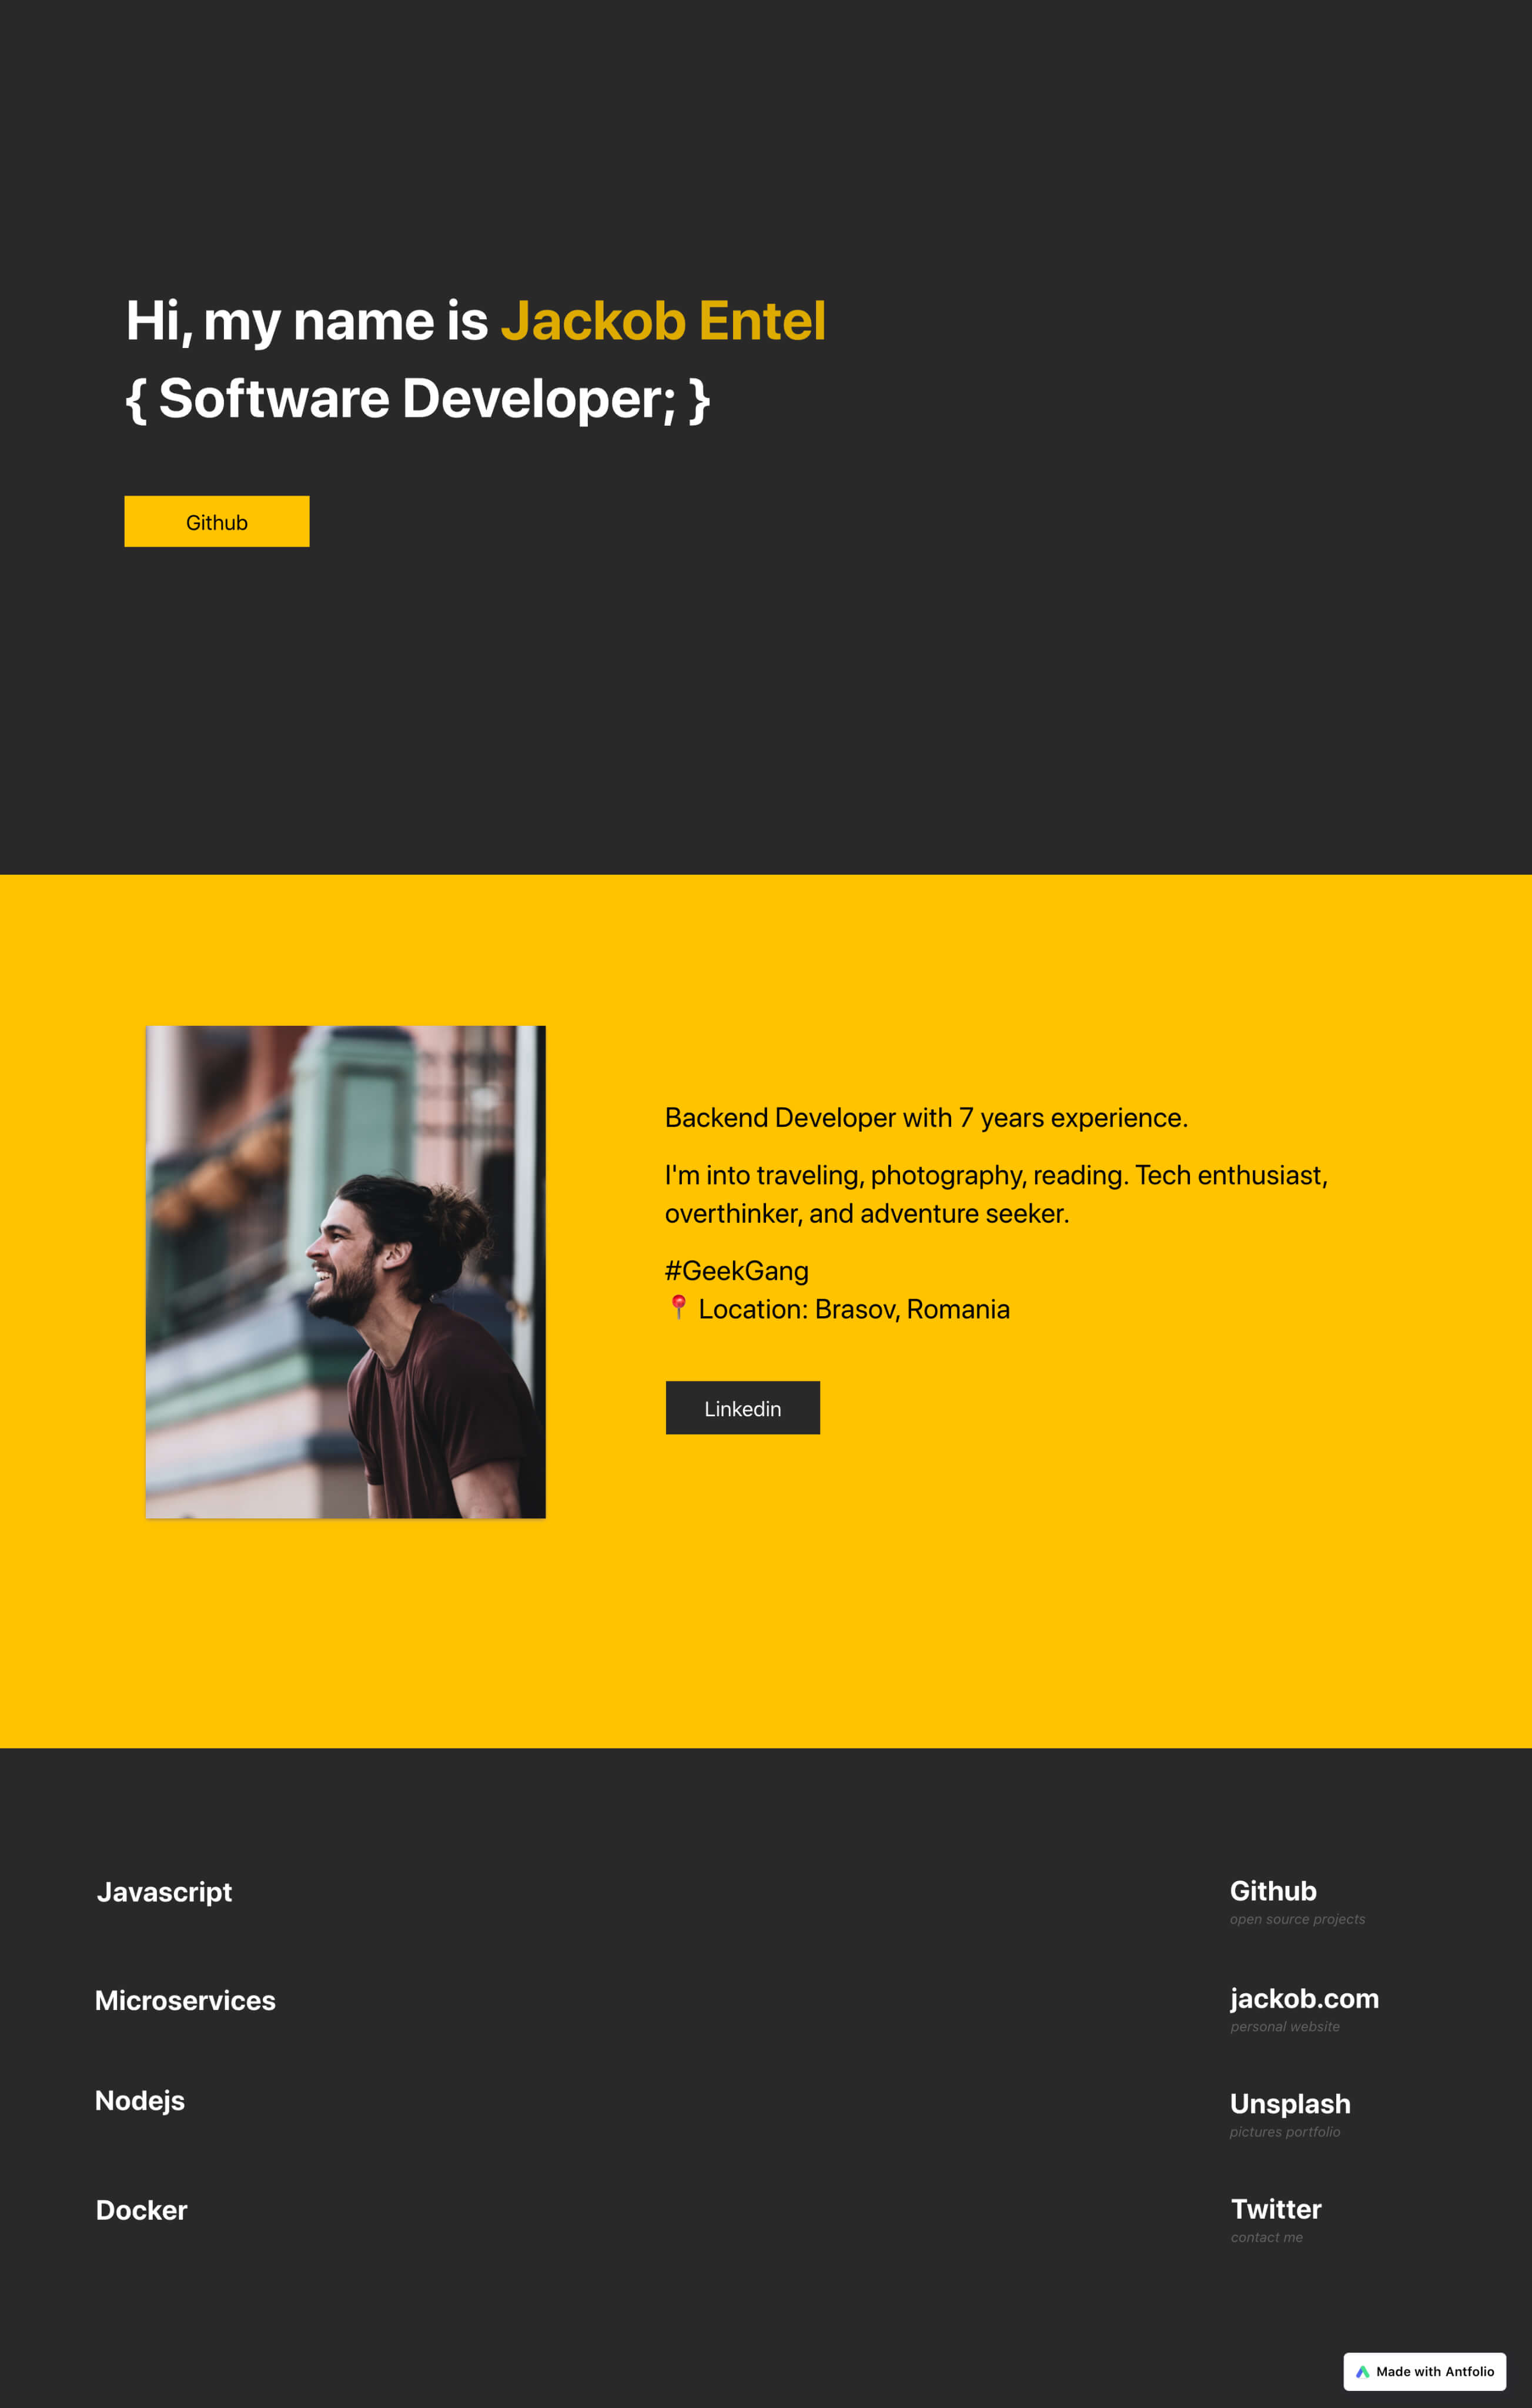 Hi, my name is Jackob Entel
{ Software Developer; }
Github
Backend Developer with 7 years experience.
I'm into traveling, photography, reading. Tech enthusiast,
overthinker, and adventure seeker.
#GeekGang
📍 Location: Brasov, Romania
Linkedin
Javascript
Microservices
Nodejs
Docker
Github
open source projects
jackob.com
personal website
Unsplash
pictures portfolio
Twitter
contact me
Made with Antfolio